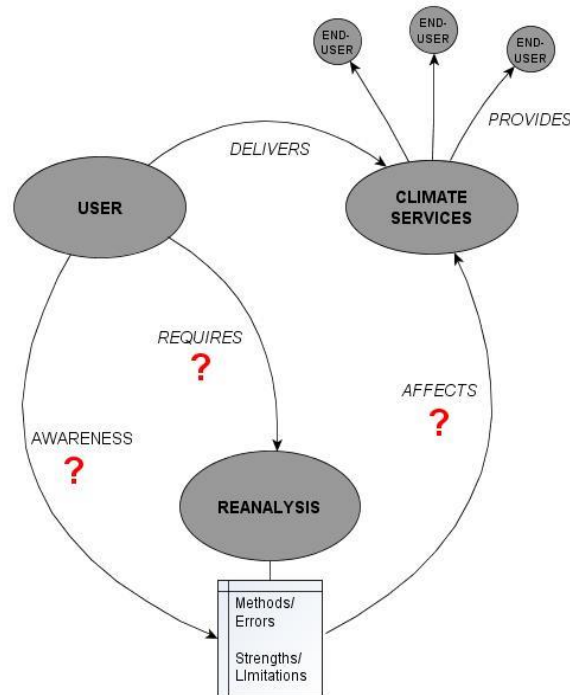 END-
USER
END-
USER
END-
USER
PROVIDES
DELIVERS
USER
CLIMATE
SERVICES
REQUIRES
?
AFFECTS
?
AWARENESS
?
REANALYSIS
Methods/
Errors
Strengths/
LImitations